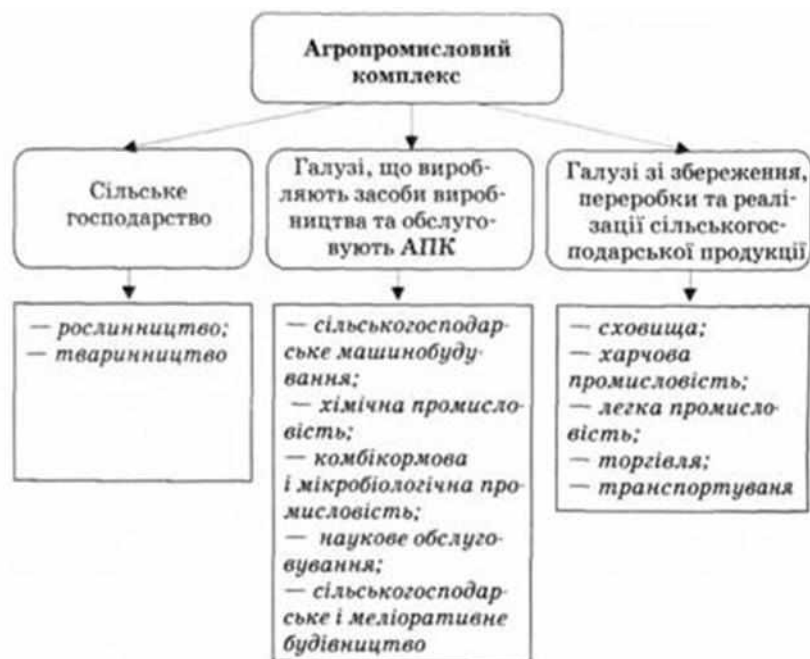 Агропромисловий
комплекс
Сільське
господарство
Галузі, що вироб-
ляють засоби вироб-
ництва та обслуго-
вують АПК
Галузі зі збереження,
переробки та реалі-
зації сільськогос-
подарської продукції
— рослинництво;
— тваринництво
— сільськогосподар-
ське машинобуду-
вання;
— хімічна промисло-
вість;
— комбікормова
і мікробіологічна про-
мисловість;
— наукове обслуго-
вування;
— сільськогосподар-
ське і меліоративне
будівництво
— сховища;
— харчова
промисловість;
— легка промисло-
вість;
— торгівля;
— транспортуваня